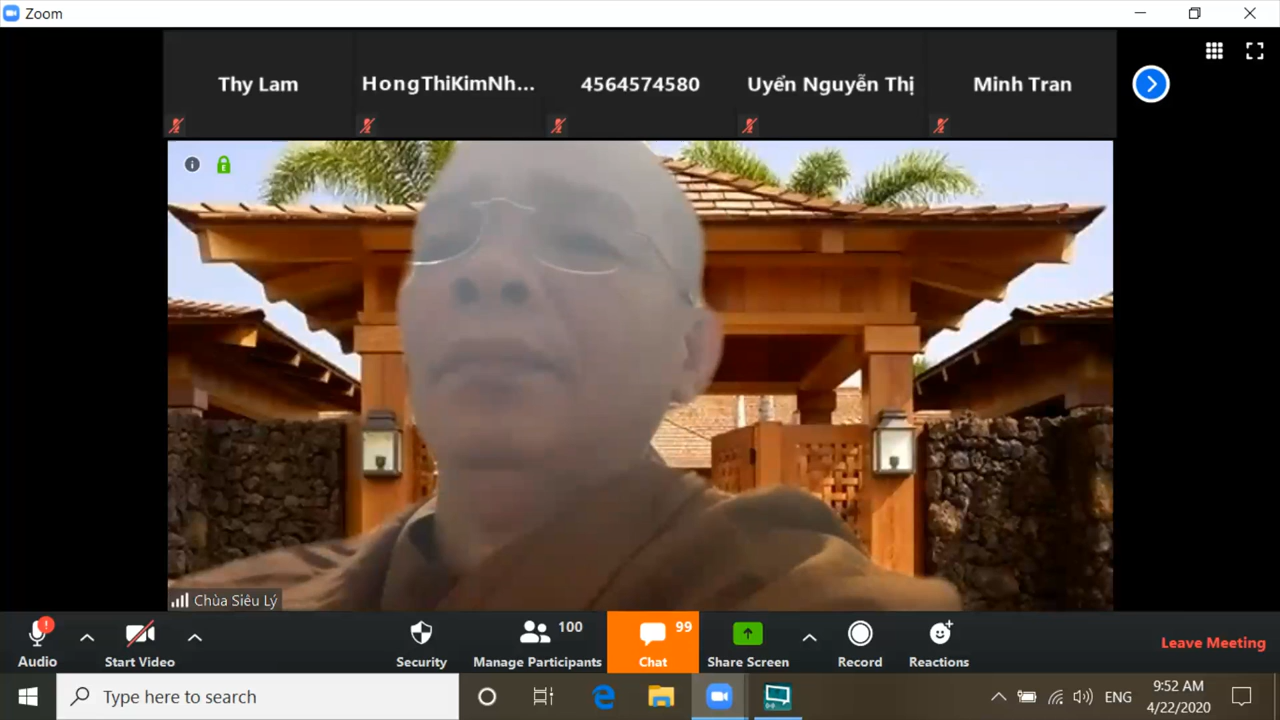 Zoom
Thy Lam
HongThiKimNh...
4564574580
Uyển Nguyễn Thị
Minh Tran
Chùa Siêu Lý
Audio
Start Video
Security
100
Manage Participants
99
Chat
Share Screen
Record
Reactions
Leave Meeting
Type here to search
ENG
9:52 AM
4/22/2020